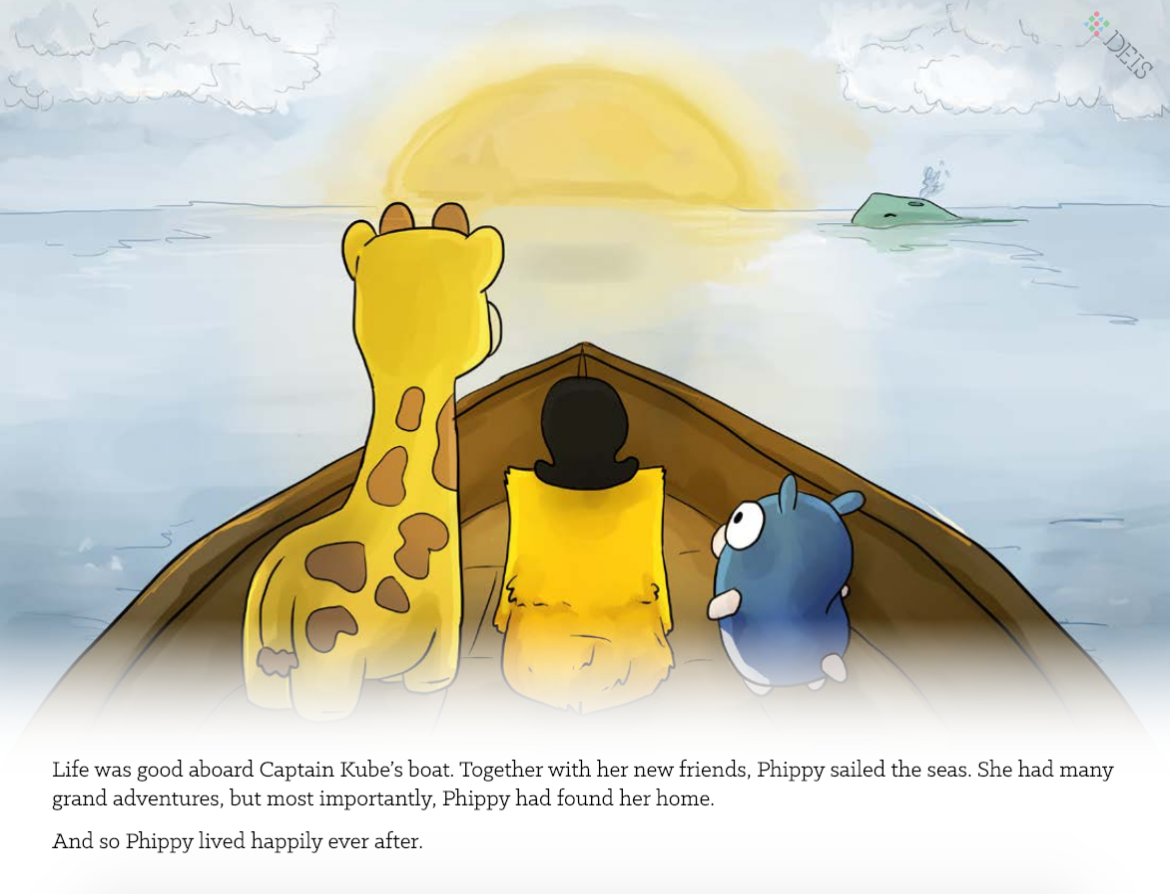 DEIS
Life was good aboard Captain Kube’s boat. Together with her new friends, Phippy sailed the seas. She had many
grand adventures, but most importantly, Phippy had found her home.
And so Phippy lived happily ever after.